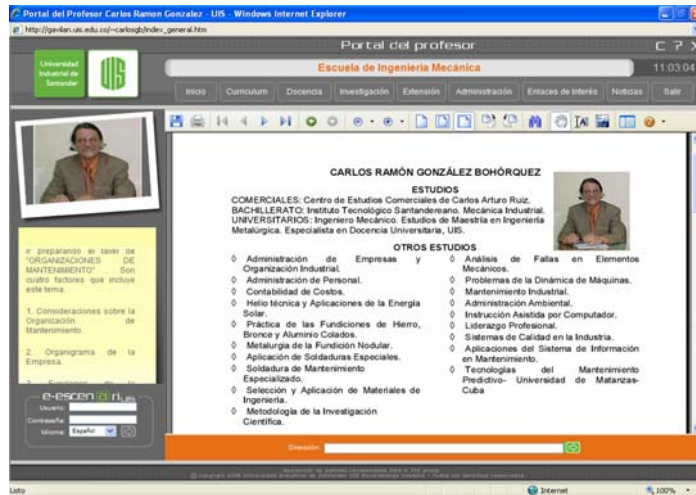 Portal del Profesor Carlos Ramon Gonzalez - UIS - Windows Internet Explorer
http://gavilan.uis.edu.co/~carlosgb/index_general.htm
Portal del profesor
Universidad
Industrial de
Santander
UIS
Escuela de Ingeniería Mecánica
11:03:04
Inicio Curriculum Docencia Investigación Extensión Administración Enlaces de Interés Noticias Salir
CARLOS RAMÓN GONZÁLEZ BOHÓRQUEZ
ESTUDIOS
COMERCIALES: Centro de Estudios Comerciales de Carlos Arturo Ruiz.
BACHILLERATO: Instituto Tecnológico Santandereano. Mecánica Industrial.
UNIVERSITARIOS: Ingeniero Mecánico. Estudios de Maestría en Ingeniería
Metalúrgica. Especialista en Docencia Universitaria, UIS.
OTROS ESTUDIOS
◊ Administración de Empresas y
Organización Industrial.
◊ Administración de Personal.
◊ Contabilidad de Costos.
◊ Helio técnica y Aplicaciones de la Energía
Solar.
◊ Práctica de las Fundiciones de Hierro,
Bronce y Aluminio Colados.
◊ Metalurgia de la Fundición Nodular.
◊ Aplicación de Soldaduras Especiales.
◊ Soldadura de Mantenimiento
Especializado.
◊ Selección y Aplicación de Materiales de
Ingeniería.
◊ Metodología de la Investigación
Científica.
◊ Análisis de Fallas en Elementos
Mecánicos.
◊ Problemas de la Dinámica de Máquinas.
◊ Mantenimiento Industrial.
◊ Administración Ambiental.
◊ Instrucción Asistida por Computador.
◊ Liderazgo Profesional.
◊ Sistemas de Calidad en la Industria.
◊ Aplicaciones del Sistema de Información
en Mantenimiento.
◊ Tecnologías del Mantenimiento
Predictivo- Universidad de Matanzas-
Cuba
ir preparando el taller de
"ORGANIZACIONES DE
MANTENIMIENTO" Son
cuatro factores que incluye
este tema:
1. Consideraciones sobre la
Organización de
Mantenimiento.
2. Organigrama de la
Empresa.
3. Funciones de la
e-escen@ri
Usuario:
Contraseña:
Idioma: Español
Dirección:
Listo
Internet
100%